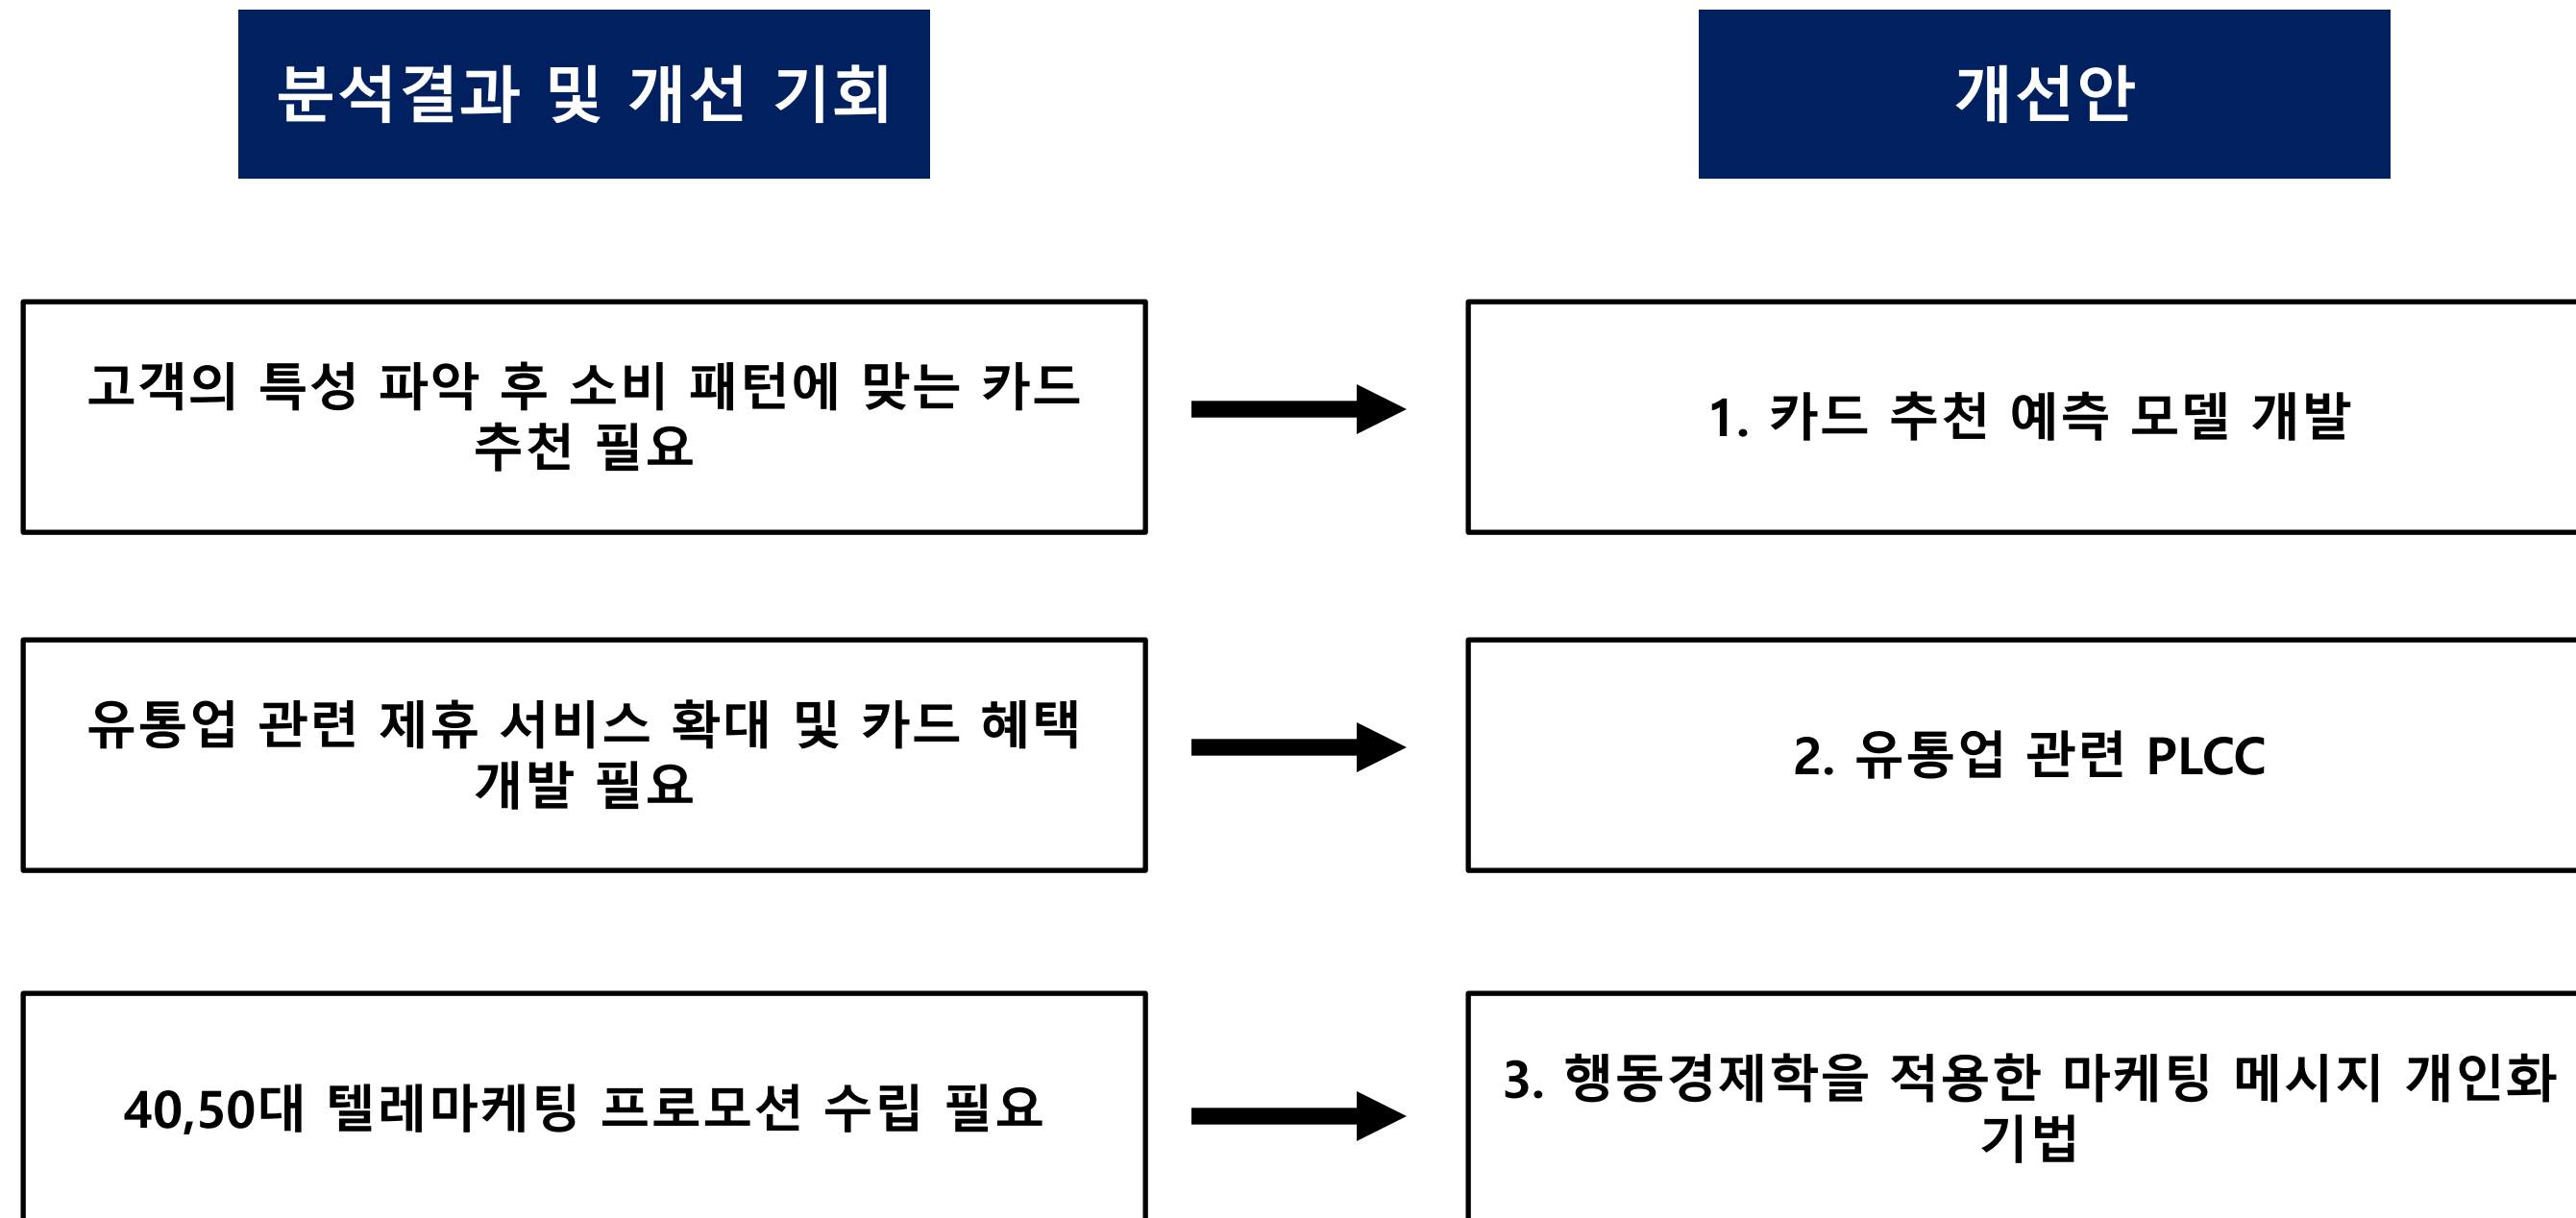 분석결과 및 개선 기회
개선안
고객의 특성 파악 후 소비 패턴에 맞는 카드
추천 필요
1. 카드 추천 예측 모델 개발
유통업 관련 제휴 서비스 확대 및 카드 혜택
개발 필요
2. 유통업 관련 PLCC
40,50대 텔레마케팅 프로모션 수립 필요
3. 행동경제학을 적용한 마케팅 메시지 개인화
기법